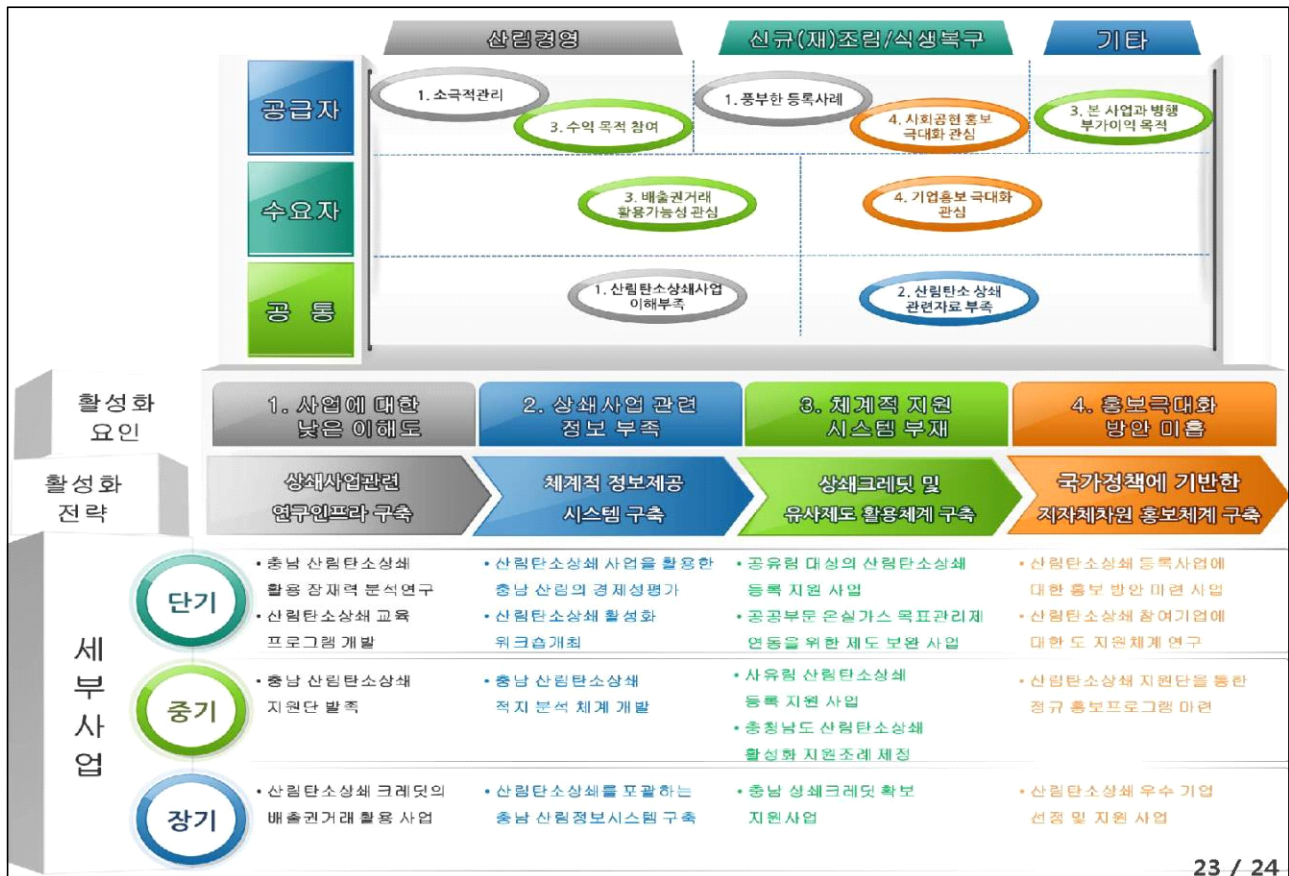 산림경영
신규(재)조림/식생복구
기타
공급자
1. 소극적관리
3. 수익 목적 참여
1. 풍부한 등록사례
4. 사회공현 홍보
극대화 관심
3. 본 사업과 병행
부가이익 목적
수요자
3. 배출권거래
활용가능성 관심
4. 기업홍보 극대화
관심
공 통
1. 산림탄소상쇄사업
이해부족
2. 산림탄소 상쇄
관련자료 부족
활성화
요인
1. 사업에 대한
낮은 이해도
2. 상쇄사업 관련
정보 부족
3. 체계적 지원
시스템 부재
4. 홍보극대화
방안 미흡
활성화
전략
상쇄사업관련
연구인프라 구축
체계적 정보제공
시스템 구축
상쇄크레딧 및
유사제도 활용체계 구축
국가정책에 기반한
지자체차원 홍보체계 구축
세
부
사
업
단기
• 충남 산림탄소상쇄
활용 잠재력 분석연구
• 산림탄소상쇄 교육
프로그램 개발
• 산림탄소상쇄 사업을 활용한
충남 산림의 경제성평가
• 산림탄소상쇄 활성화
워크숍개최
• 공유림 대상의 산림탄소상쇄
등록 지원 사업
• 공공부문 온실가스 목표관리제
연동을 위한 제도 보완 사업
• 산림탄소상쇄 등록사업에
대한 홍보 방안 마련 사업
• 산림탄소상쇄 참여기업에
대한 도 지원체계 연구
중기
• 충남 산림탄소상쇄
지원단 발족
• 충남 산림탄소상쇄
적지 분석 체계 개발
• 사유림 산림탄소상쇄
등록 지원 사업
• 충청남도 산림탄소상쇄
활성화 지원조례 제정
• 산림탄소상쇄 지원단을 통한
정규 홍보프로그램 마련
장기
• 산림탄소상쇄 크레딧의
배출권거래 활용 사업
• 산림탄소상쇄를 포괄하는
충남 산림정보시스템 구축
• 충남 상쇄크레딧 확보
지원사업
• 산림탄소상쇄 우수 기업
선정 및 지원 사업
23 / 24